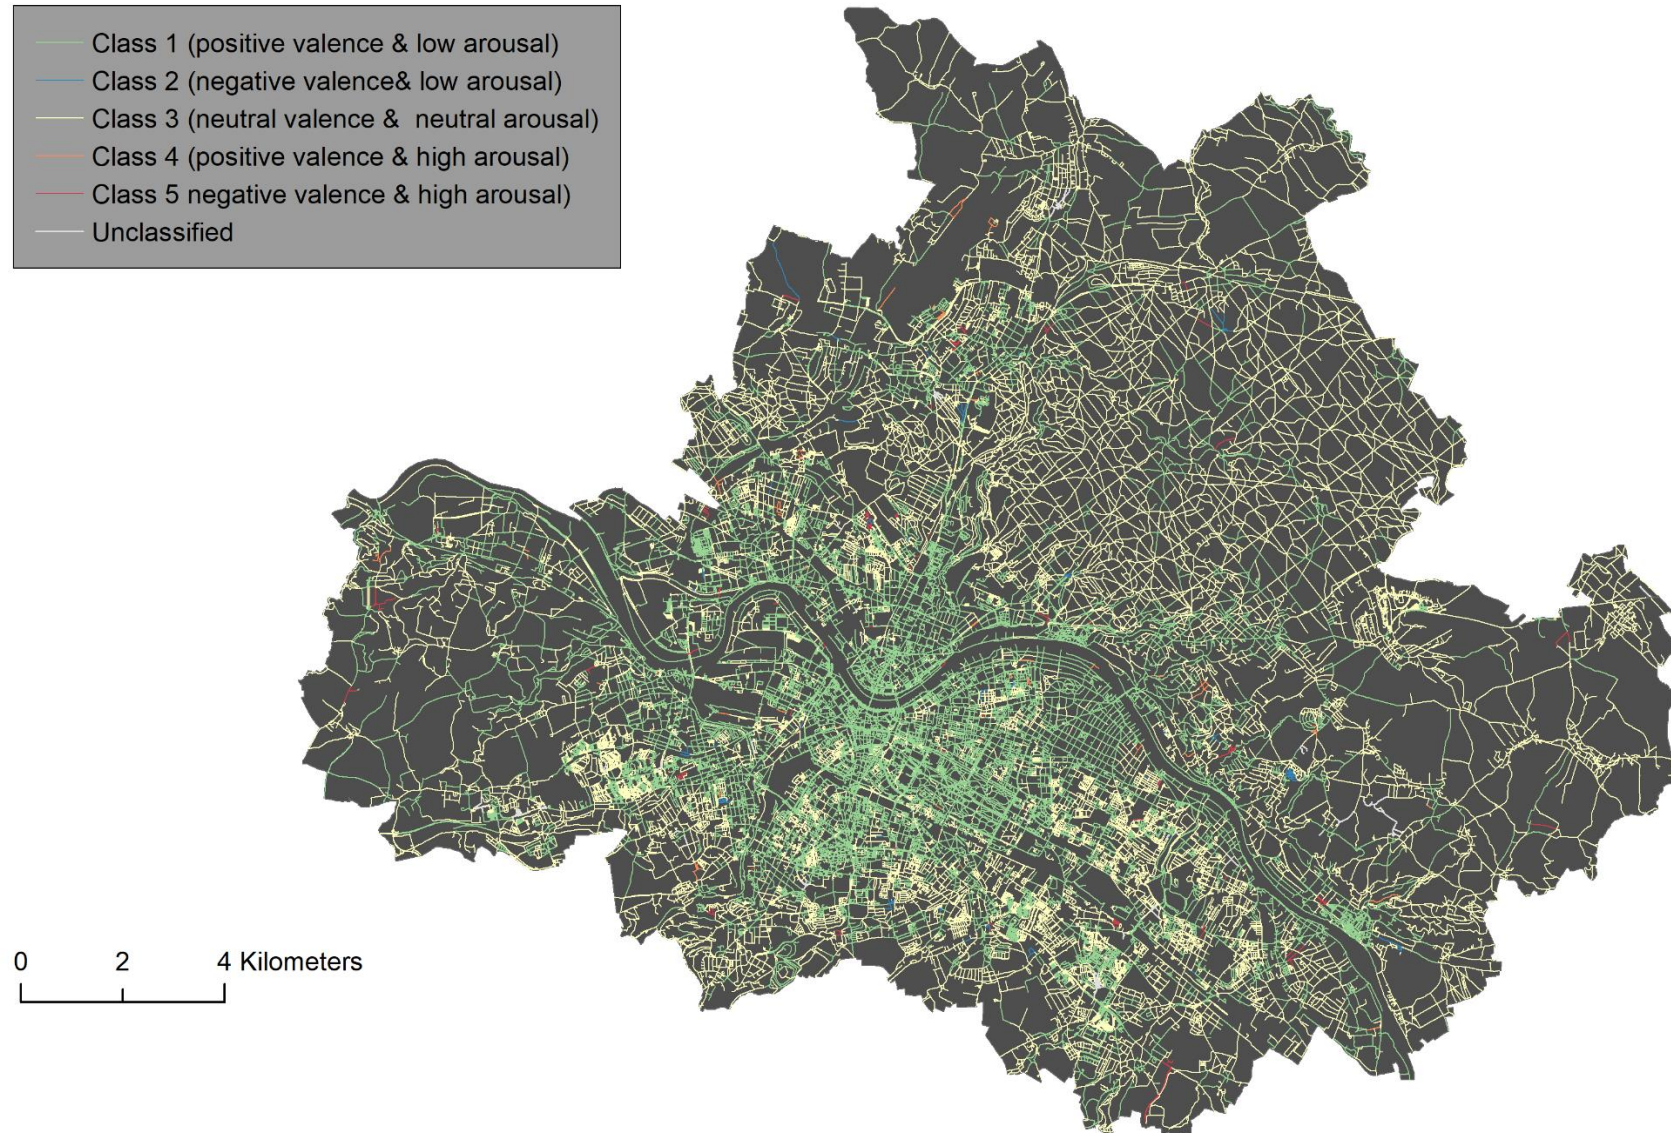 Class 1 (positive valence & low arousal)
Class 2 (negative valence& low arousal)
Class 3 (neutral valence &  neutral arousal)
Class 4 (positive valence & high arousal)
Class 5 negative valence & high arousal)
Unclassified
0 2 4 Kilometers